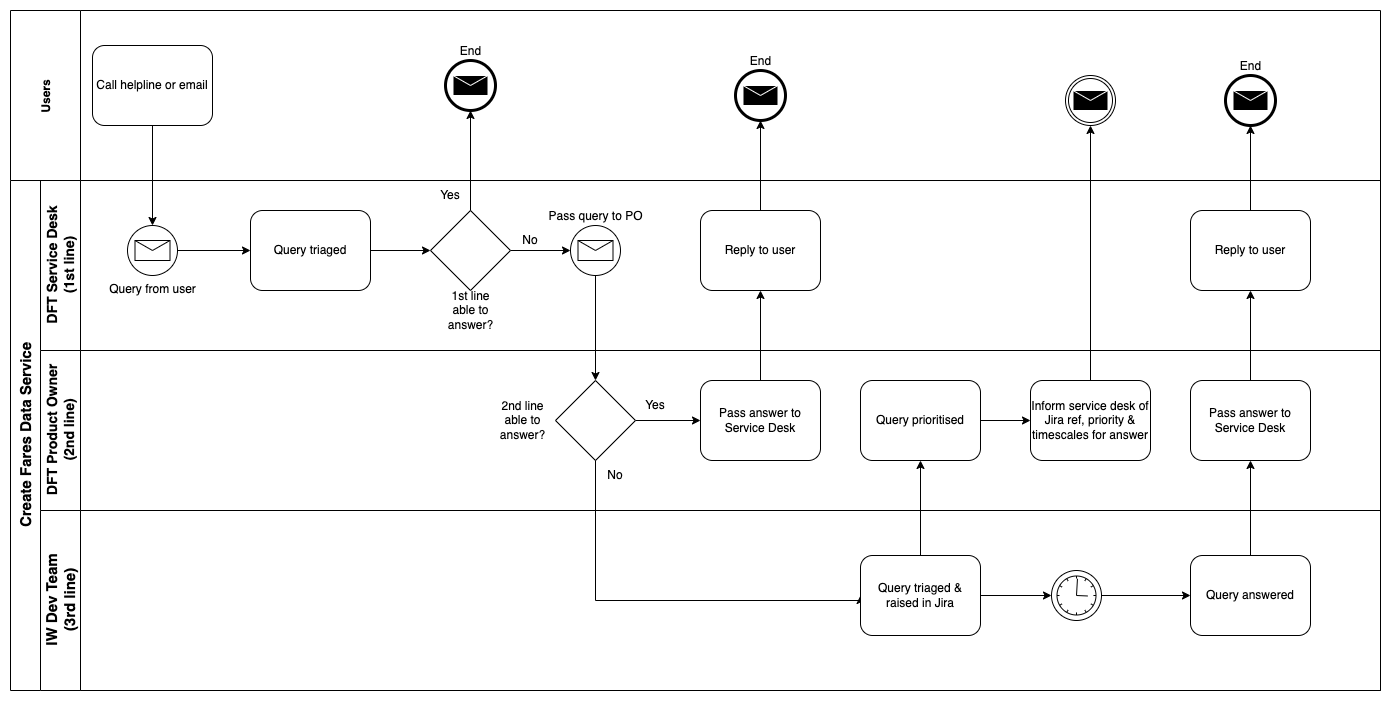 Users
Call helpline or email
End
End
End
Create Fares Data Service
DFT Service Desk
(1st line)
Query from user
Query triaged
Yes
1st line
able to
answer?
No
Pass query to PO
Reply to user
Reply to user
DFT Product Owner
(2nd line)
2nd line
able to
answer?
Yes
No
Pass answer to
Service Desk
Query prioritised
Inform service desk of
Jira ref, priority &
timescales for answer
Pass answer to
Service Desk
IW Dev Team
(3rd line)
Query triaged &
raised in Jira
Query answered